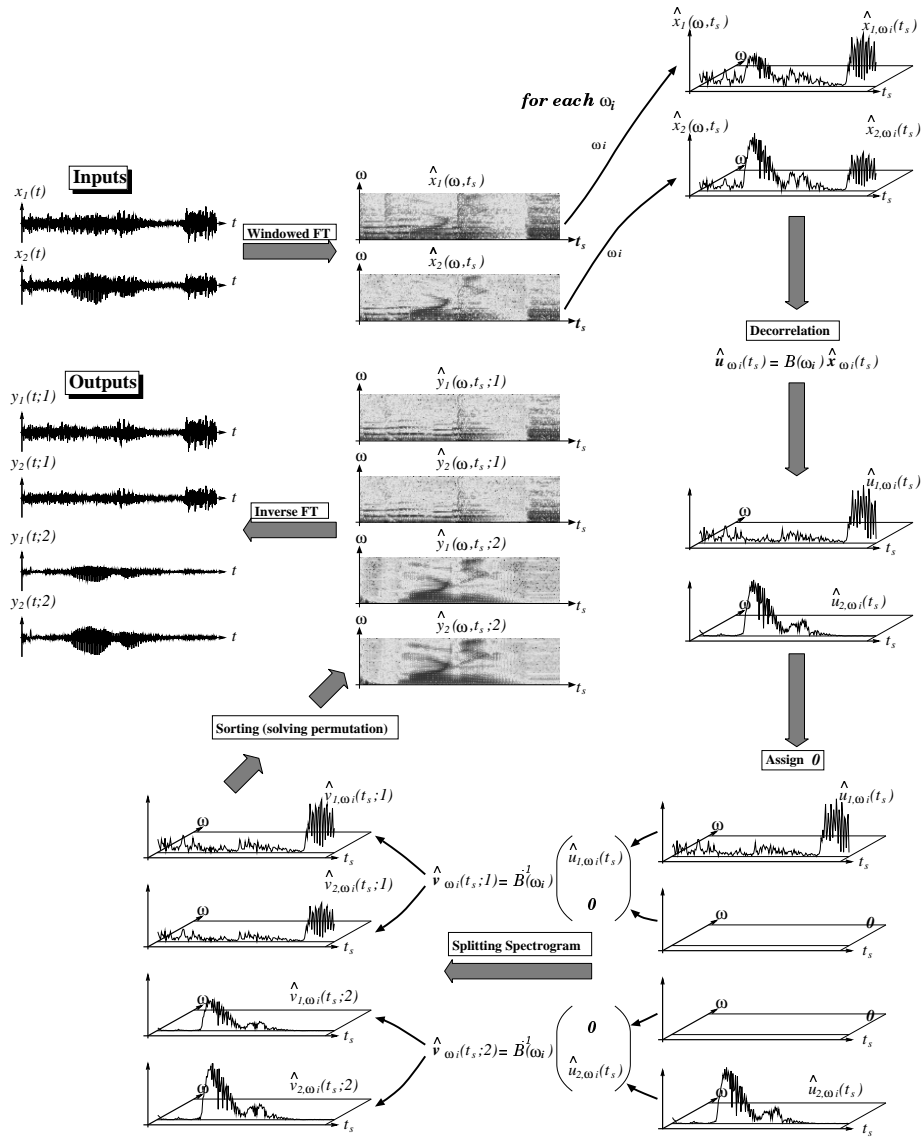 Inputs
x̂1(ω,ts)
x̂1,ωi(ts)
ω
ts
for each ωi
ωi
x̂2(ω,ts)
x̂2,ωi(ts)
ω
ts
x1(t)
t
x2(t)
t
Windowed FT
ω
x̂1(ω,ts)
ts
ω
x̂2(ω,ts)
ts
ωi
Decorrelation
ûωi(ts) = B(ωi) x̂ωi(ts)
Outputs
y1(t;1)
t
y2(t;1)
t
y1(t;2)
t
y2(t;2)
t
Inverse FT
ω
ŷ1(ω,ts;1)
ts
ω
ŷ2(ω,ts;1)
ts
ω
ŷ1(ω,ts;2)
ts
ω
ŷ2(ω,ts;2)
ts
û1,ωi(ts)
ω
ts
û2,ωi(ts)
ω
ts
Sorting (solving permutation)
Assign 0
v̂1,ωi(ts;1)
ω
ts
v̂2,ωi(ts;1)
ω
ts
v̂ωi(ts;1) = B-1(ωi)
û1,ωi(ts)
0
û1,ωi(ts)
ω
ts
0
ω
ts
Splitting Spectrogram
v̂1,ωi(ts;2)
ω
ts
v̂2,ωi(ts;2)
ω
ts
v̂ωi(ts;2) = B-1(ωi)
0
û2,ωi(ts)
0
ω
ts
û2,ωi(ts)
ω
ts